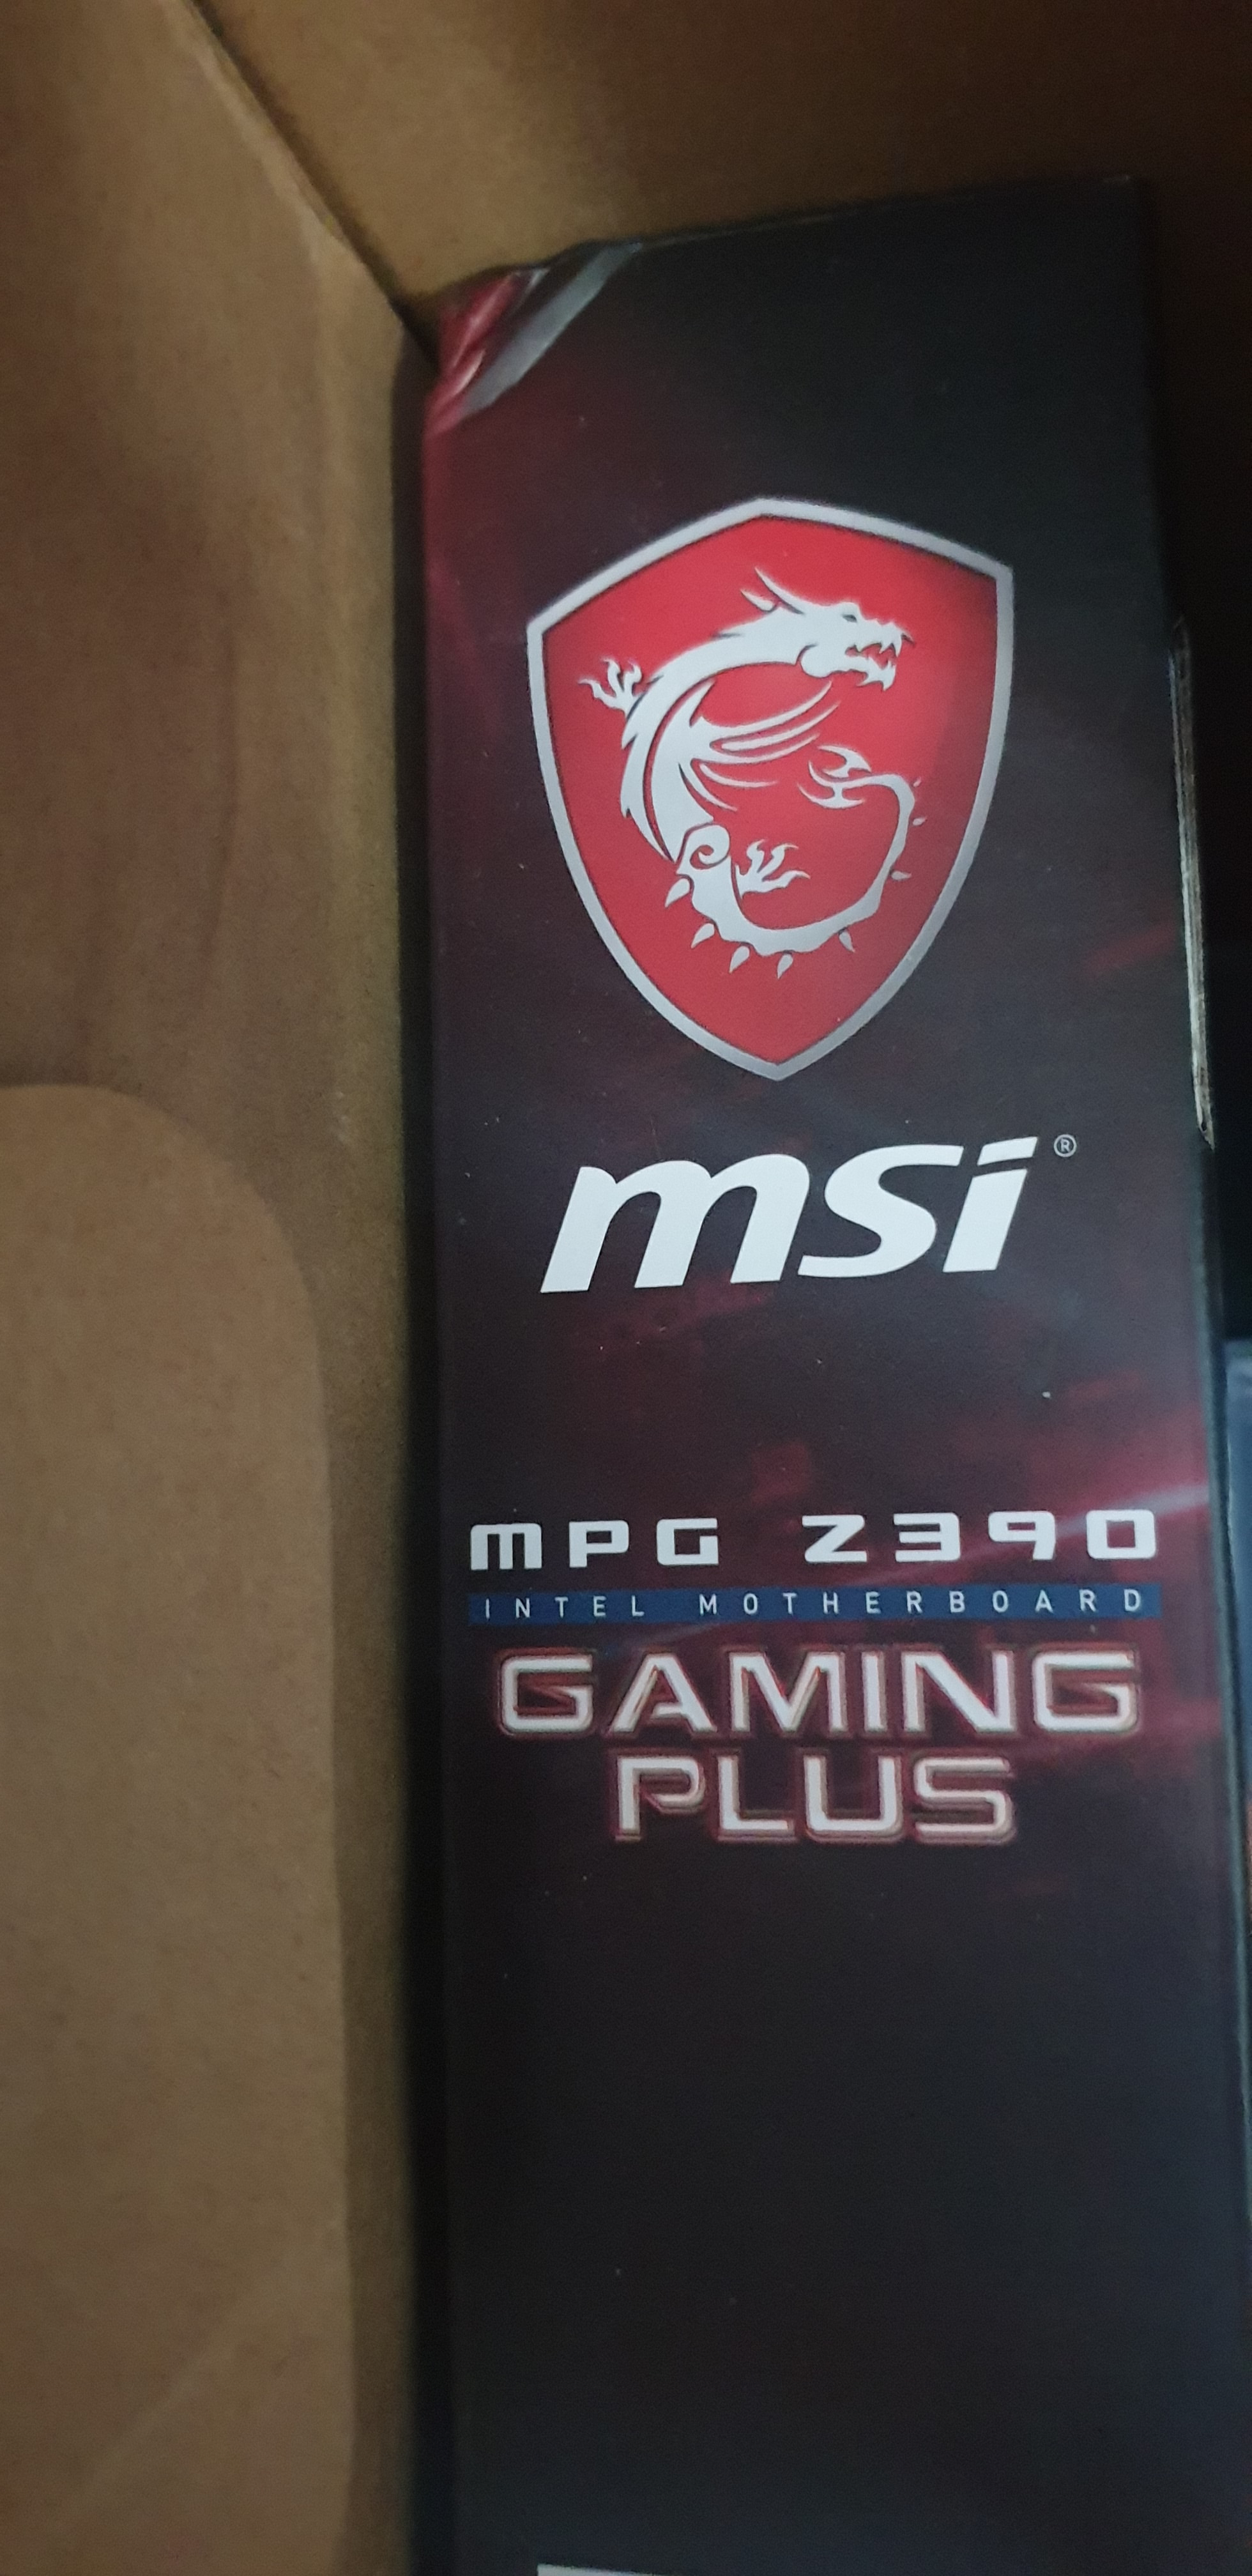 msi®
MPG Z390
INTEL MOTHERBOARD
GAMING
PLUS